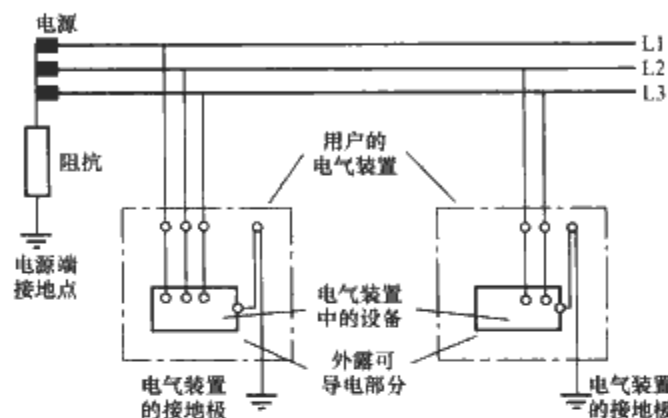 电源
L1
L2
L3
阻抗
用户的
电气装置
电源端
接地点
电气装置
中的设备
外露可
导电部分
电气装置
的接地极
电气装置
的接地极